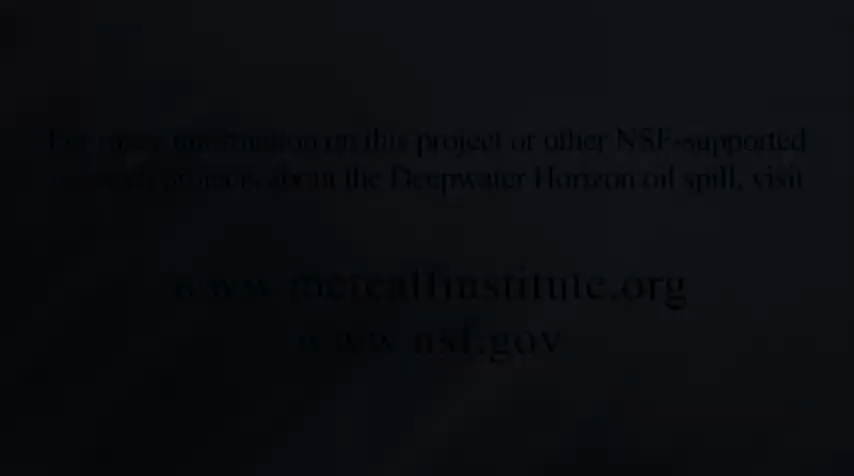 For more information on this project or other NSF-supported
research projects about the Deepwater Horizon oil spill, visit
www.metcalfinstitute.org
www.nsf.gov